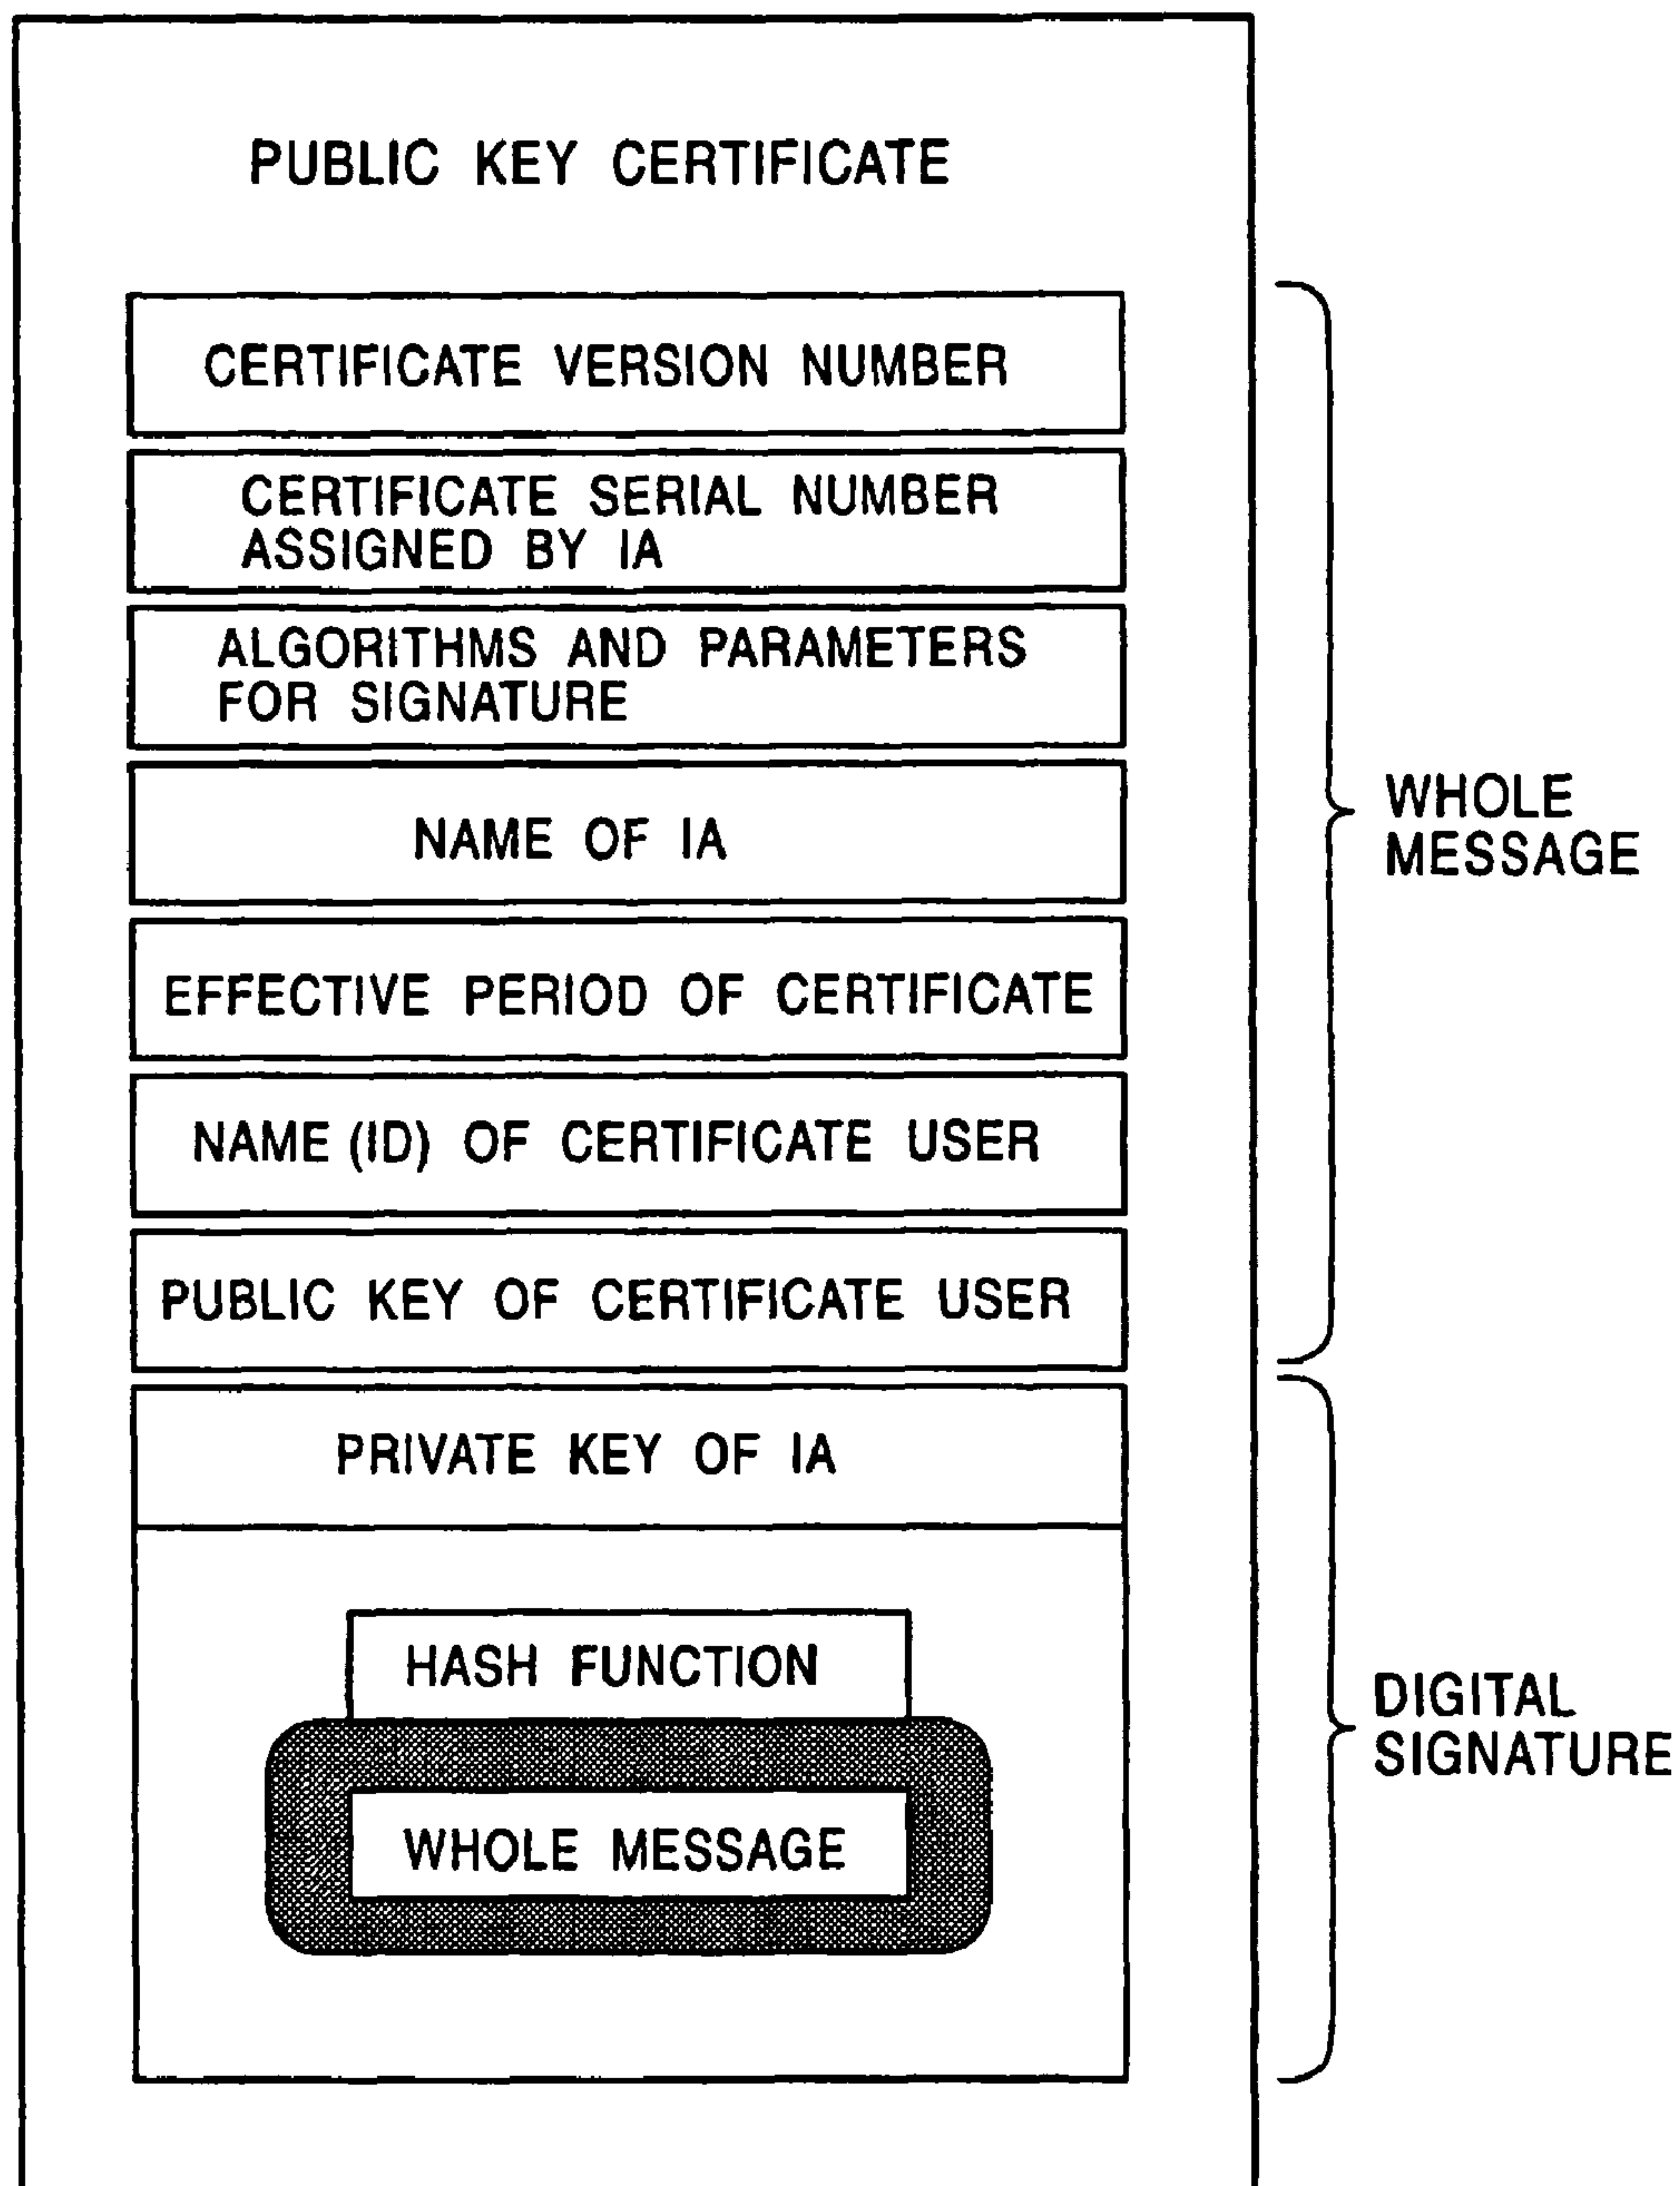 PUBLIC KEY CERTIFICATE
CERTIFICATE VERSION NUMBER
CERTIFICATE SERIAL NUMBER
ASSIGNED BY IA
ALGORITHMS AND PARAMETERS
FOR SIGNATURE
NAME OF IA
EFFECTIVE PERIOD OF CERTIFICATE
NAME (ID) OF CERTIFICATE USER
PUBLIC KEY OF CERTIFICATE USER
WHOLE
MESSAGE
PRIVATE KEY OF IA
HASH FUNCTION
WHOLE MESSAGE
DIGITAL
SIGNATURE